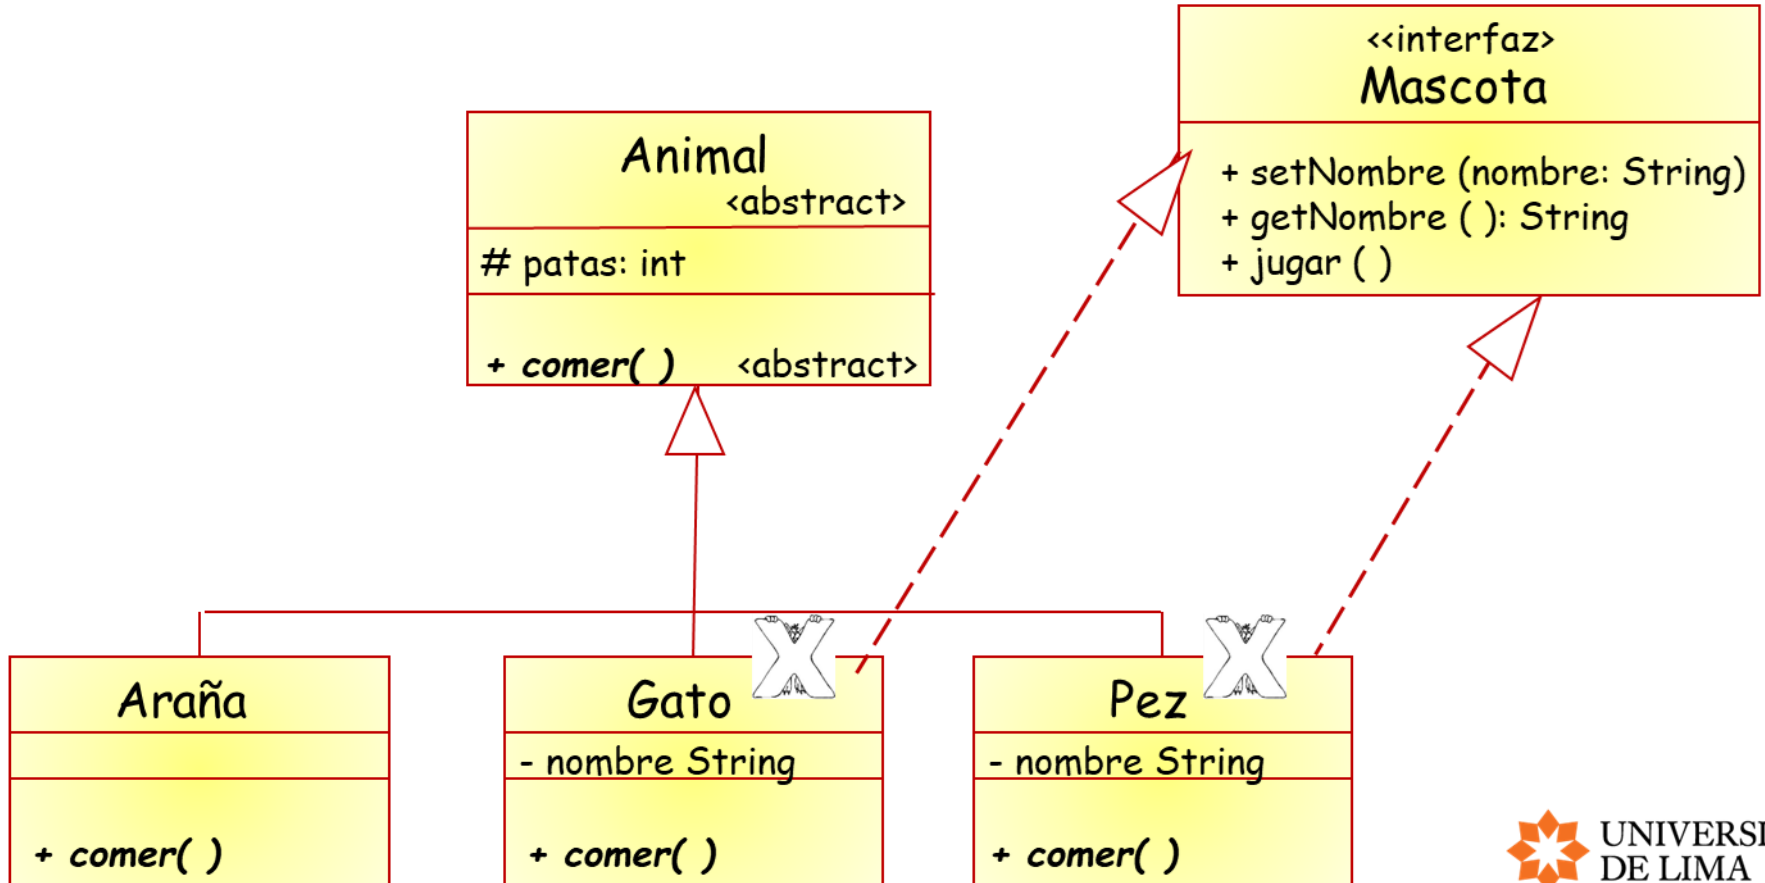 <<interfaz>
Mascota
+ setNombre (nombre: String)
+ getNombre ( ): String
+ jugar ( )
Animal
<abstract>
# patas: int
+ comer( ) <abstract>
Araña
+ comer( )
Gato
- nombre String
+ comer( )
Pez
- nombre String
+ comer( )
UNIVERSI
DE LIMA